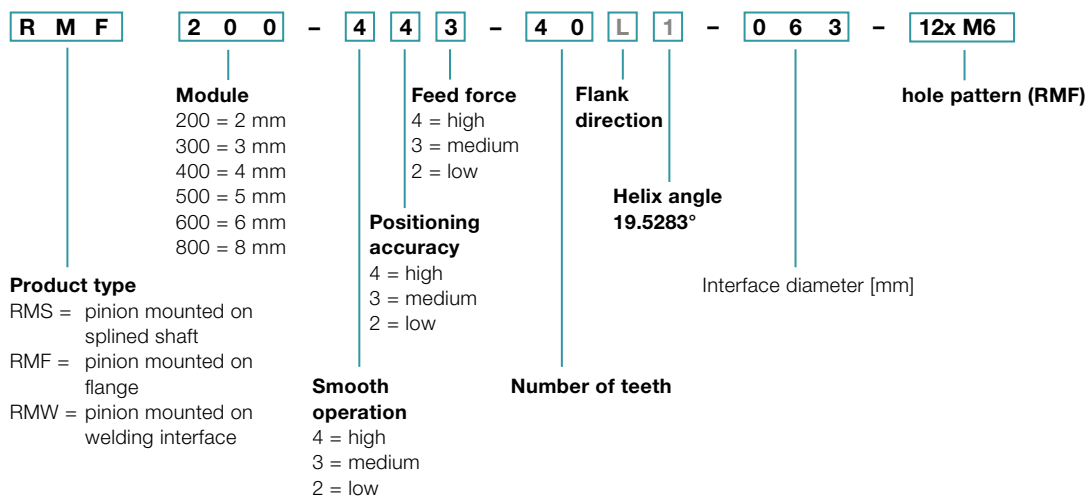 R M F 2 0 0 – 4 4 3 – 4 0 L 1 – 0 6 3 – 12x M6
Module
200 = 2 mm
300 = 3 mm
400 = 4 mm
500 = 5 mm
600 = 6 mm
800 = 8 mm
Feed force
4 = high
3 = medium
2 = low
Flank
direction
hole pattern (RMF)
Helix angle
19.5283°
Positioning
accuracy
4 = high
3 = medium
2 = low
Interface diameter [mm]
Product type
RMS = pinion mounted on
splined shaft
RMF = pinion mounted on
flange
RMW = pinion mounted on
welding interface
Smooth
operation
4 = high
3 = medium
2 = low
Number of teeth